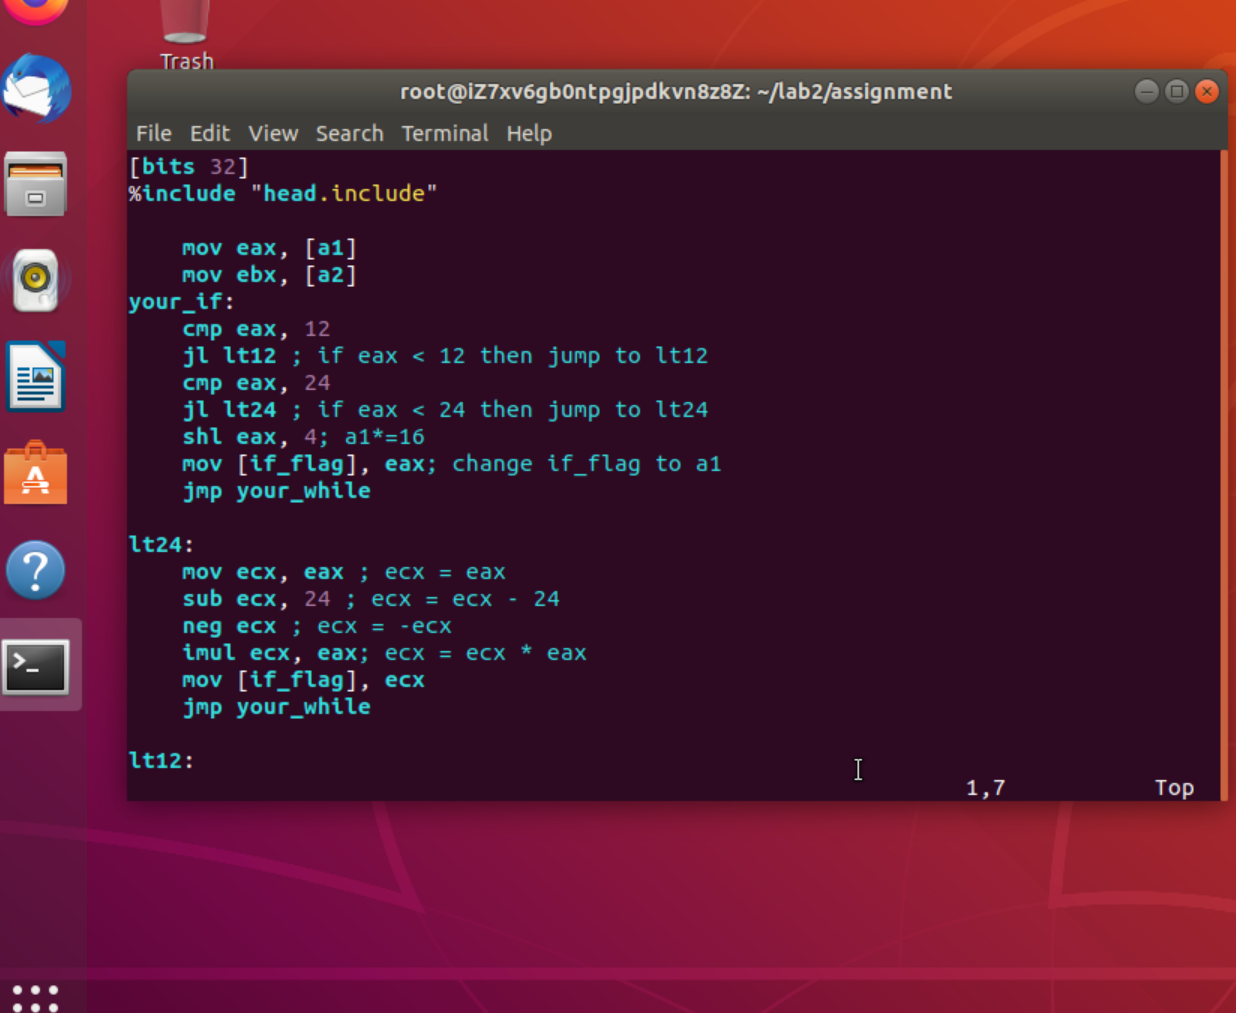 Trash
root@iZ7xv6gb0ntpgjpdkvn8z8Z: ~/lab2/assignment
File Edit View Search Terminal Help
[bits 32]
%include "head.include"
mov eax, [a1]
mov ebx, [a2]
your_if:
cmp eax, 12
jl lt12 ; if eax < 12 then jump to lt12
cmp eax, 24
jl lt24 ; if eax < 24 then jump to lt24
shl eax, 4; a1*=16
mov [if_flag], eax; change if_flag to a1
jmp your_while
lt24:
mov ecx, eax ; ecx = eax
sub ecx, 24 ; ecx = ecx - 24
neg ecx ; ecx = -ecx
imul ecx, eax; ecx = ecx * eax
mov [if_flag], ecx
jmp your_while
lt12:
1,7 Top